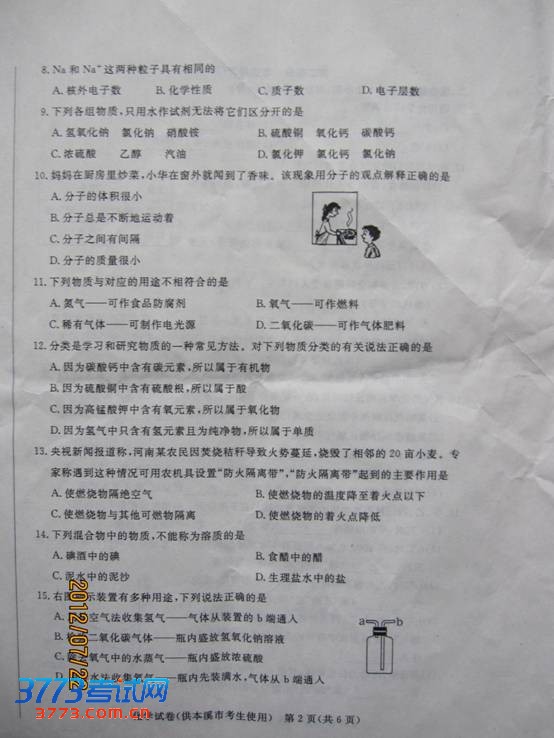 8. Na 和 Na⁺ 这两种粒子具有相同的
A. 核外电子数 B. 化学性质 C. 质子数 D. 电子层数
9. 下列各组物质,只用水作试剂无法将它们区分开的是
A. 氢氧化钠 氯化钠 硝酸铵 B. 硫酸铜 氧化钙 碳酸钙
C. 浓硫酸 乙醇 汽油 D. 氯化钾 氯化钙 氯化钠
10. 妈妈在厨房里炒菜,小华在窗外就闻到了香味。该现象用分子的观点解释正确的是
A. 分子的体积很小
B. 分子总是不断地运动着
C. 分子之间有间隔
D. 分子的质量很小
11. 下列物质与对应的用途不相符合的是
A. 氮气——可作食品防腐剂 B. 氧气——可作燃料
C. 稀有气体——可制作电光源 D. 二氧化碳——可作气体肥料
12. 分类是学习和研究物质的一种常见方法。对下列物质分类的有关说法正确的是
A. 因为碳酸钙中含有碳元素,所以属于有机物
B. 因为硫酸铜中含有硫酸根,所以属于酸
C. 因为高锰酸钾中含有氧元素,所以属于氧化物
D. 因为氢气中只含有氢元素且为纯净物,所以属于单质
13. 央视新闻报道称,河南某农民因焚烧秸秆导致火势蔓延,烧毁了相邻的 20 亩小麦。专
家称遇到这种情况可用农机具设置“防火隔离带”,“防火隔离带”起到的主要作用是
A. 使燃烧物隔绝空气 B. 使燃烧物的温度降至着火点以下
C. 使燃烧物与其他可燃物隔离 D. 使燃烧物的着火点降低
14. 下列混合物中的物质,不能称为溶质的是
A. 碘酒中的碘 B. 食醋中的醋
C. 泥水中的泥沙 D. 生理盐水中的盐
15. 右图 示装置有多种用途,下列说法正确的是
A. 空气法收集氢气——气体从装置的 b 端通入
B. 二氧化碳气体——瓶内盛放氢氧化钠溶液
C. 氧气中的水蒸气——瓶内盛放浓硫酸
D. 水法收集氧气——瓶内先装满水,气体从 b 端通入
a b
2012/07/22
3773考试网
3773.com.cn
化学试卷(供本溪市考生使用) 第 2 页(共 6 页)